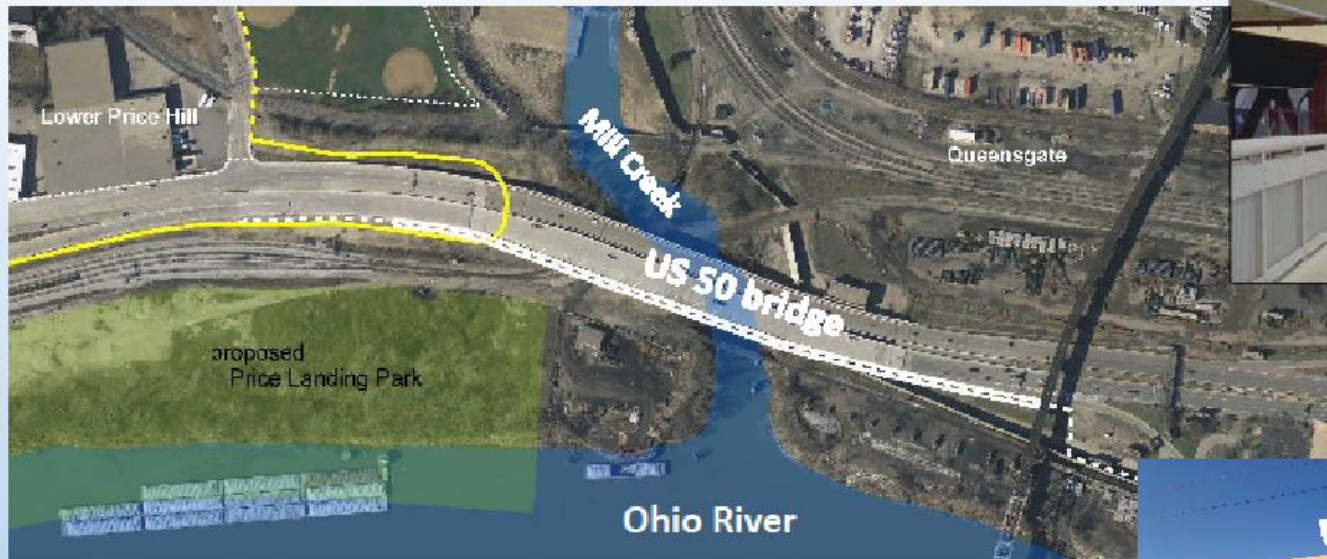 Lower Price Hill
Mill Creek
Queensgate
US 50 bridge
proposed
Price Landing Park
Ohio River